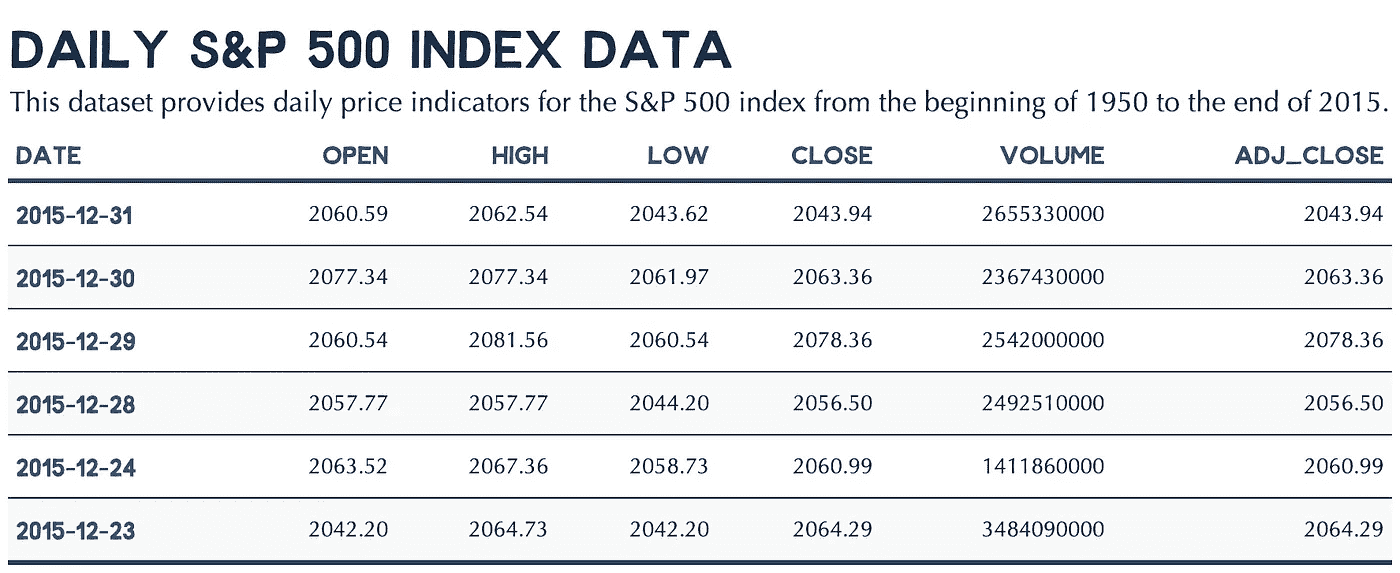 DAILY S&P 500 INDEX DATA
This dataset provides daily price indicators for the S&P 500 index from the beginning of 1950 to the end of 2015.
DATE OPEN HIGH LOW CLOSE VOLUME ADJ_CLOSE
2015-12-31 2060.59 2062.54 2043.62 2043.94 2655330000 2043.94
2015-12-30 2077.34 2077.34 2061.97 2063.36 2367430000 2063.36
2015-12-29 2060.54 2081.56 2060.54 2078.36 2542000000 2078.36
2015-12-28 2057.77 2057.77 2044.20 2056.50 2492510000 2056.50
2015-12-24 2063.52 2067.36 2058.73 2060.99 1411860000 2060.99
2015-12-23 2042.20 2064.73 2042.20 2064.29 3484090000 2064.29